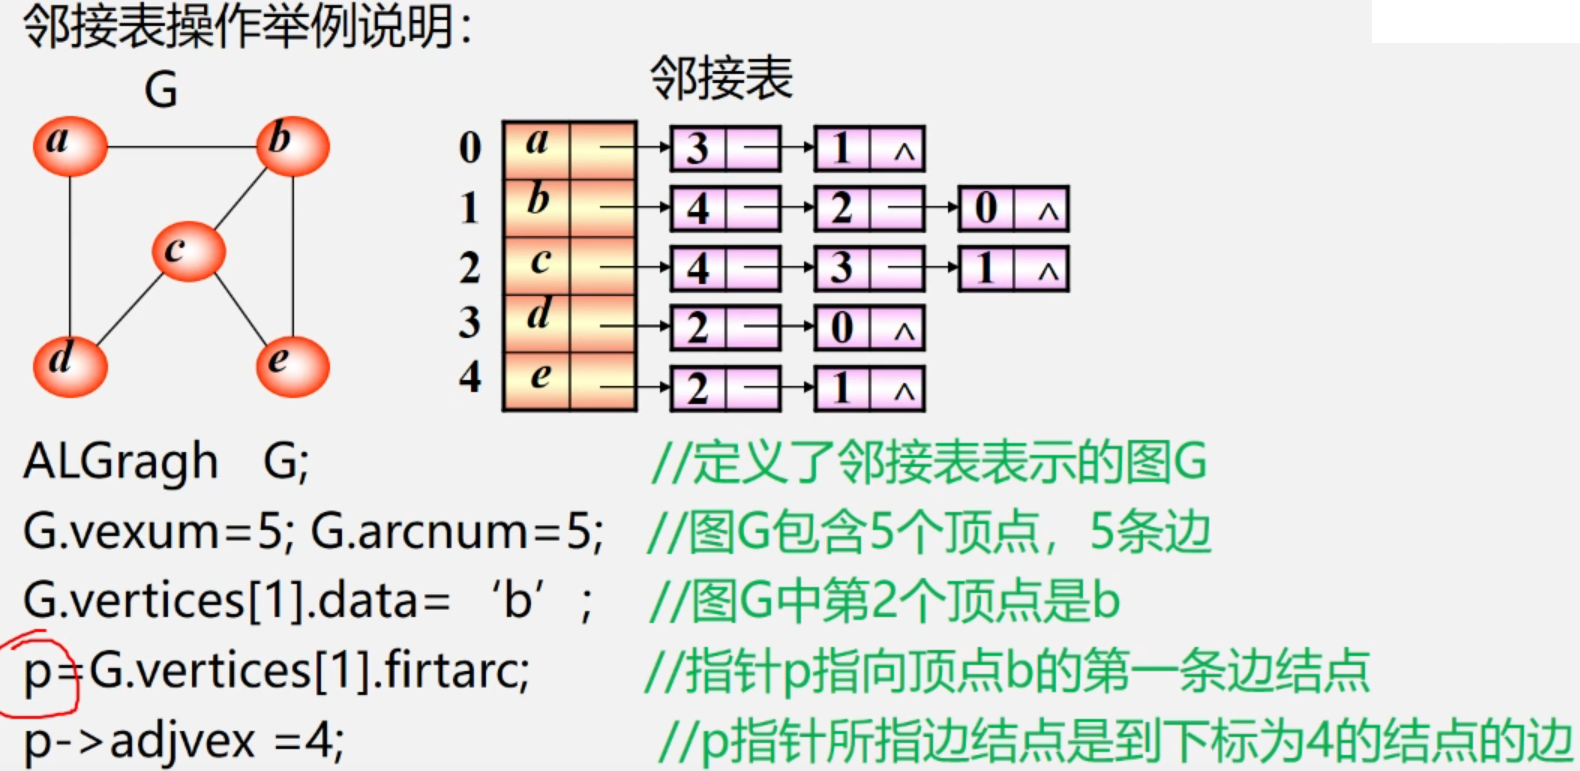 邻接表操作举例说明：
G
邻接表
a b
c
d e
0 a 3 1 ^
1 b 4 2 0 ^
2 c 4 3 1 ^
3 d 2 0 ^
4 e 2 1 ^
ALGragh G; //定义了邻接表表示的图G
G.vexum=5; G.arcnum=5; //图G包含5个顶点，5条边
G.vertices[1].data= ‘b’; //图G中第2个顶点是b
p=G.vertices[1].firtarc; //指针p指向顶点b的第一条边结点
p->adjvex =4; //p指针所指边结点是到下标为4的结点的边